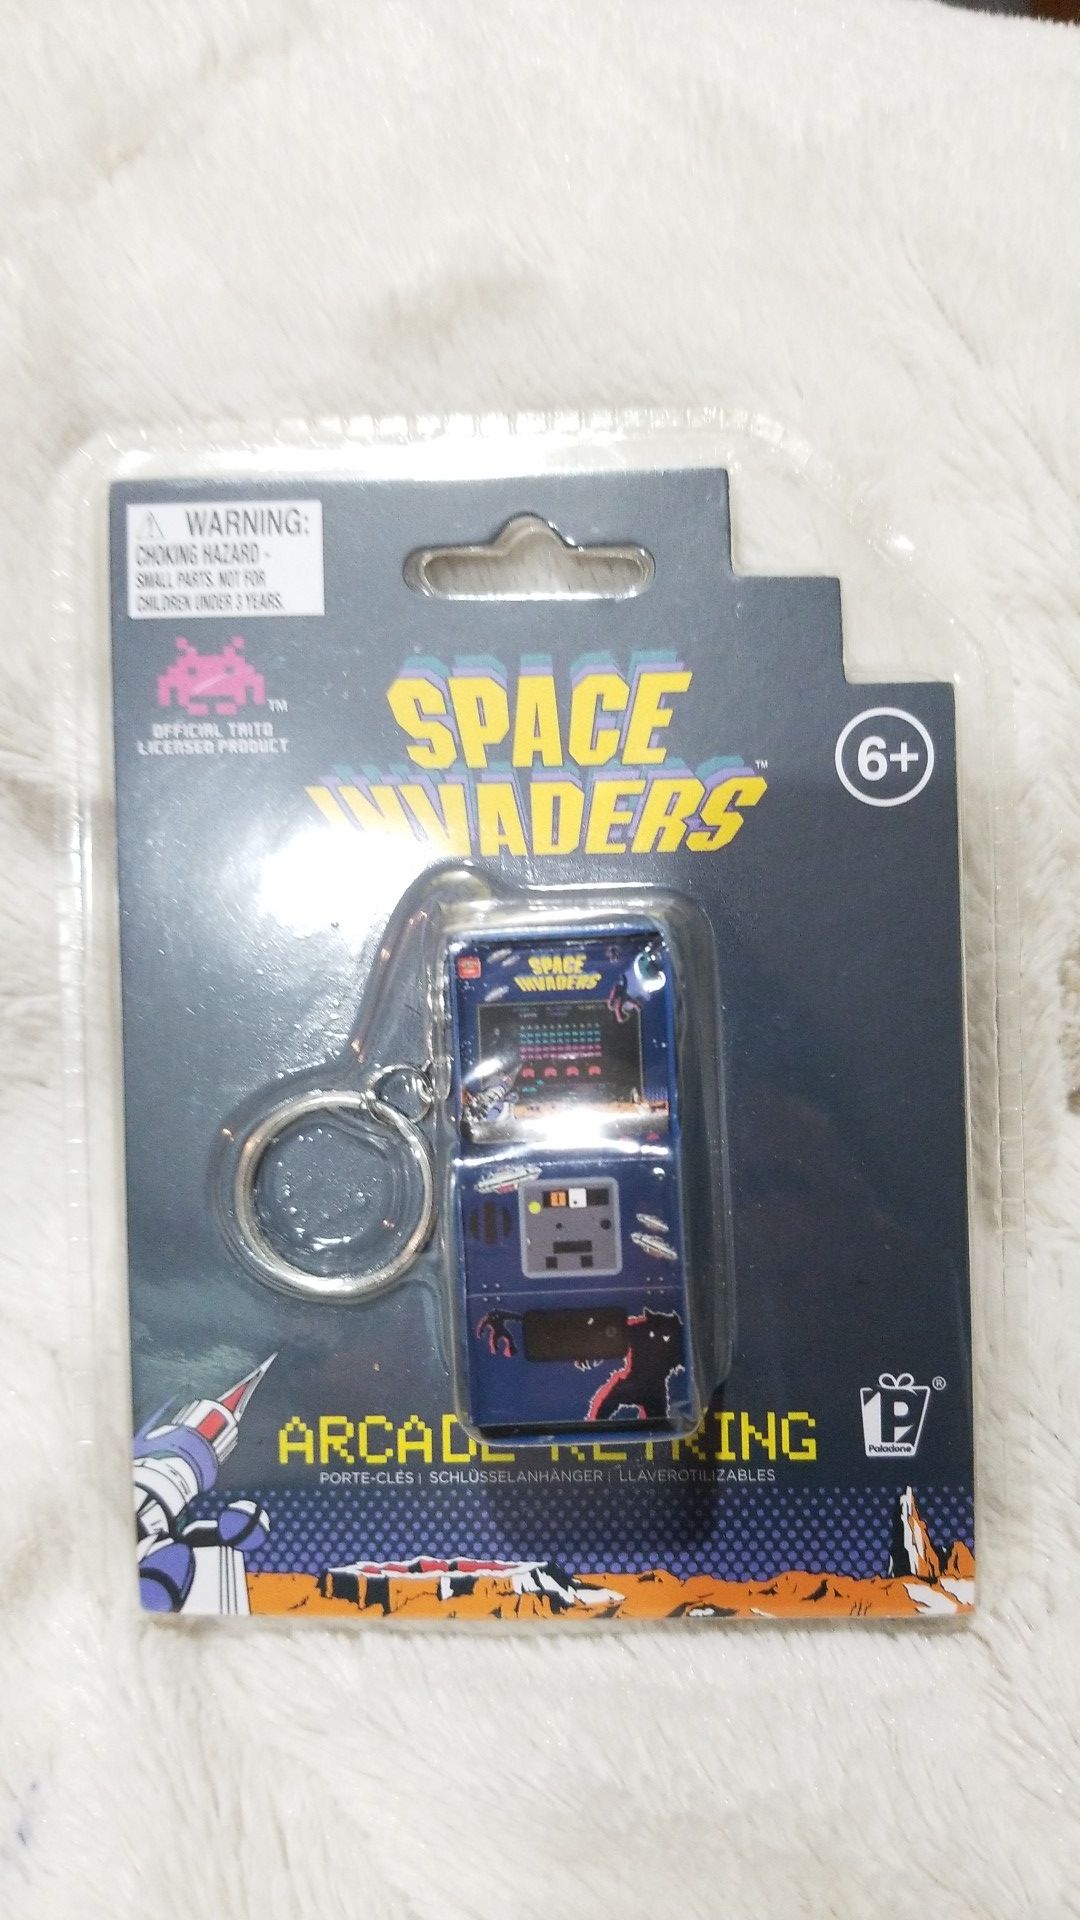 WARNING:
CHOKING HAZARD -
SMALL PARTS. NOT FOR
CHILDREN UNDER 3 YEARS.
TM
OFFICIAL TAITO
LICENSED PRODUCT
SPACE
INVADERS
TM
6+
SPACE
INVADERS
ARCADE KEYRING
PORTE-CLÉS | SCHLÜSSELANHÄNGER | LLAVEROTILIZABLES
P
Paladone
®